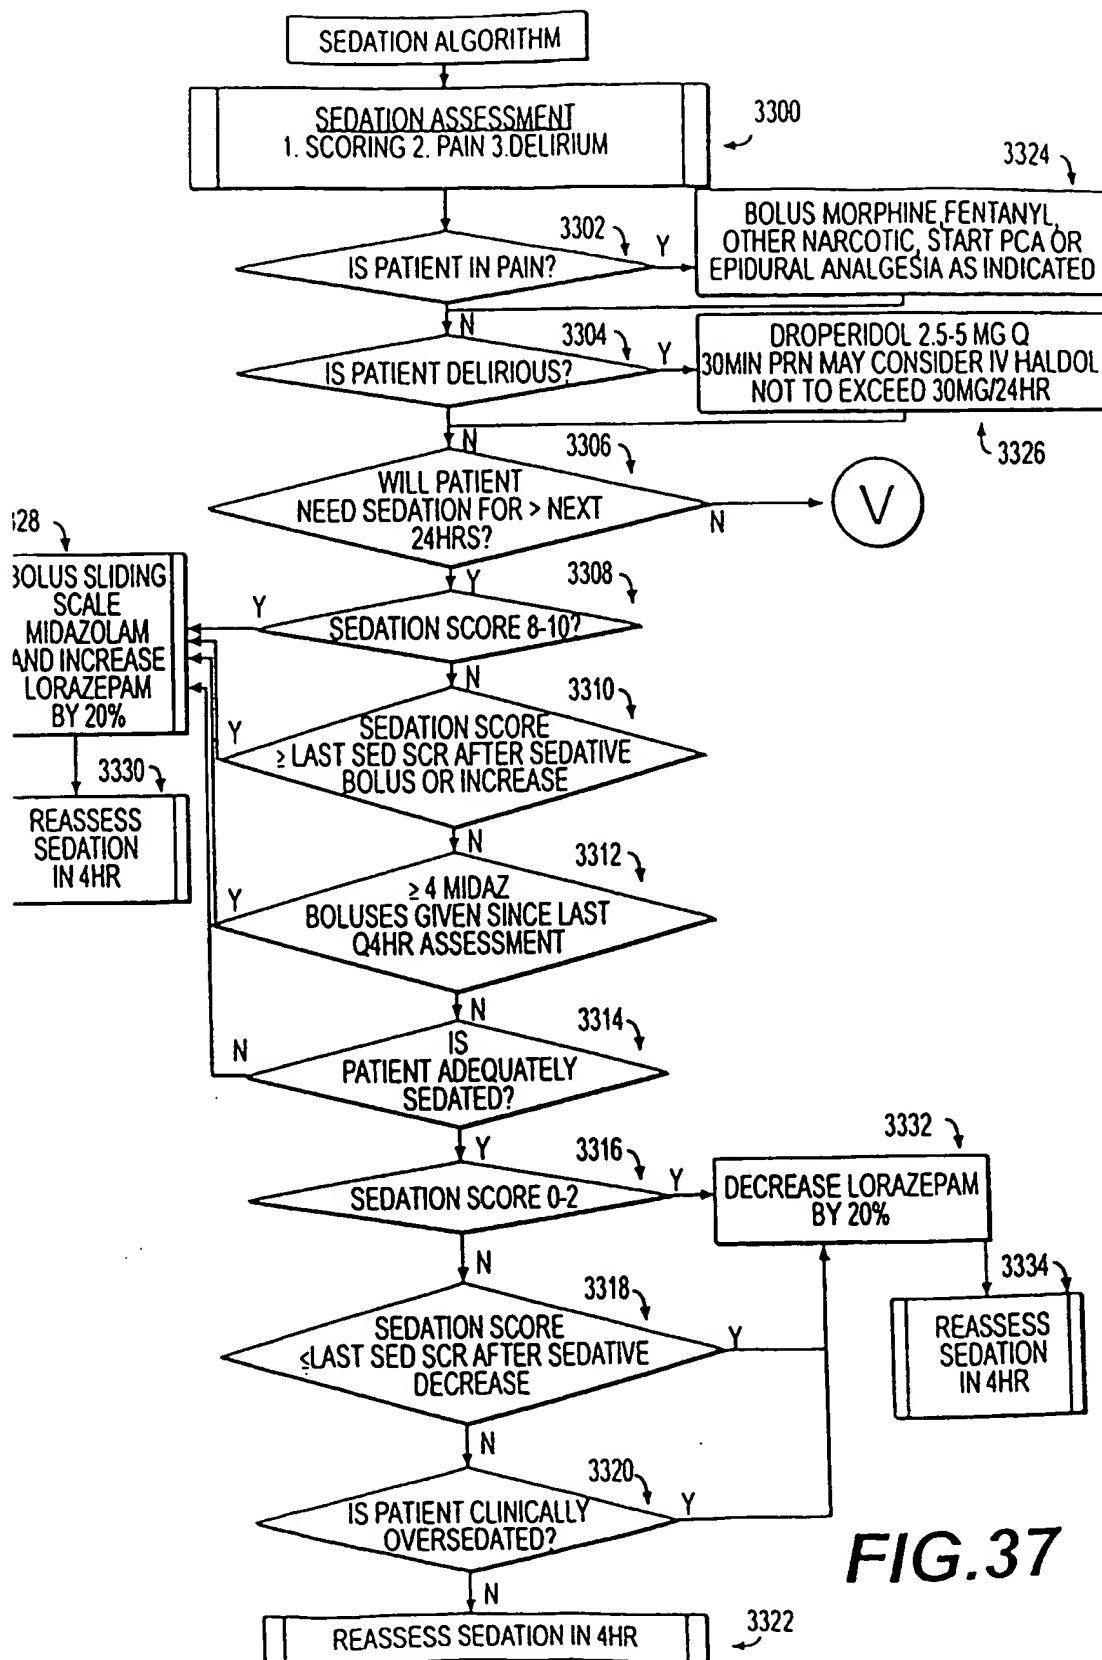 SEDATION ALGORITHM
SEDATION ASSESSMENT
1. SCORING 2. PAIN 3.DELIRIUM
3300
3324
BOLUS MORPHINE,FENTANYL,
OTHER NARCOTIC, START PCA OR
EPIDURAL ANALGESIA AS INDICATED
3302
Y
IS PATIENT IN PAIN?
N
3304
Y
DROPERIDOL 2.5-5 MG Q
30MIN PRN MAY CONSIDER IV HALDOL
NOT TO EXCEED 30MG/24HR
3326
IS PATIENT DELIRIOUS?
N
3306
WILL PATIENT
NEED SEDATION FOR > NEXT
24HRS?
N
V
Y
328
BOLUS SLIDING
SCALE
MIDAZOLAM
AND INCREASE
LORAZEPAM
BY 20%
3308
Y
SEDATION SCORE 8-10?
N
3310
SEDATION SCORE
≥ LAST SED SCR AFTER SEDATIVE
BOLUS OR INCREASE
Y
N
3330
REASSESS
SEDATION
IN 4HR
3312
≥ 4 MIDAZ
BOLUSES GIVEN SINCE LAST
Q4HR ASSESSMENT
Y
N
3314
IS
PATIENT ADEQUATELY
SEDATED?
N
Y
3316
SEDATION SCORE 0-2
Y
3332
DECREASE LORAZEPAM
BY 20%
N
3334
REASSESS
SEDATION
IN 4HR
3318
SEDATION SCORE
≤LAST SED SCR AFTER SEDATIVE
DECREASE
Y
N
3320
IS PATIENT CLINICALLY
OVERSEDATED?
Y
N
FIG.37
REASSESS SEDATION IN 4HR
3322